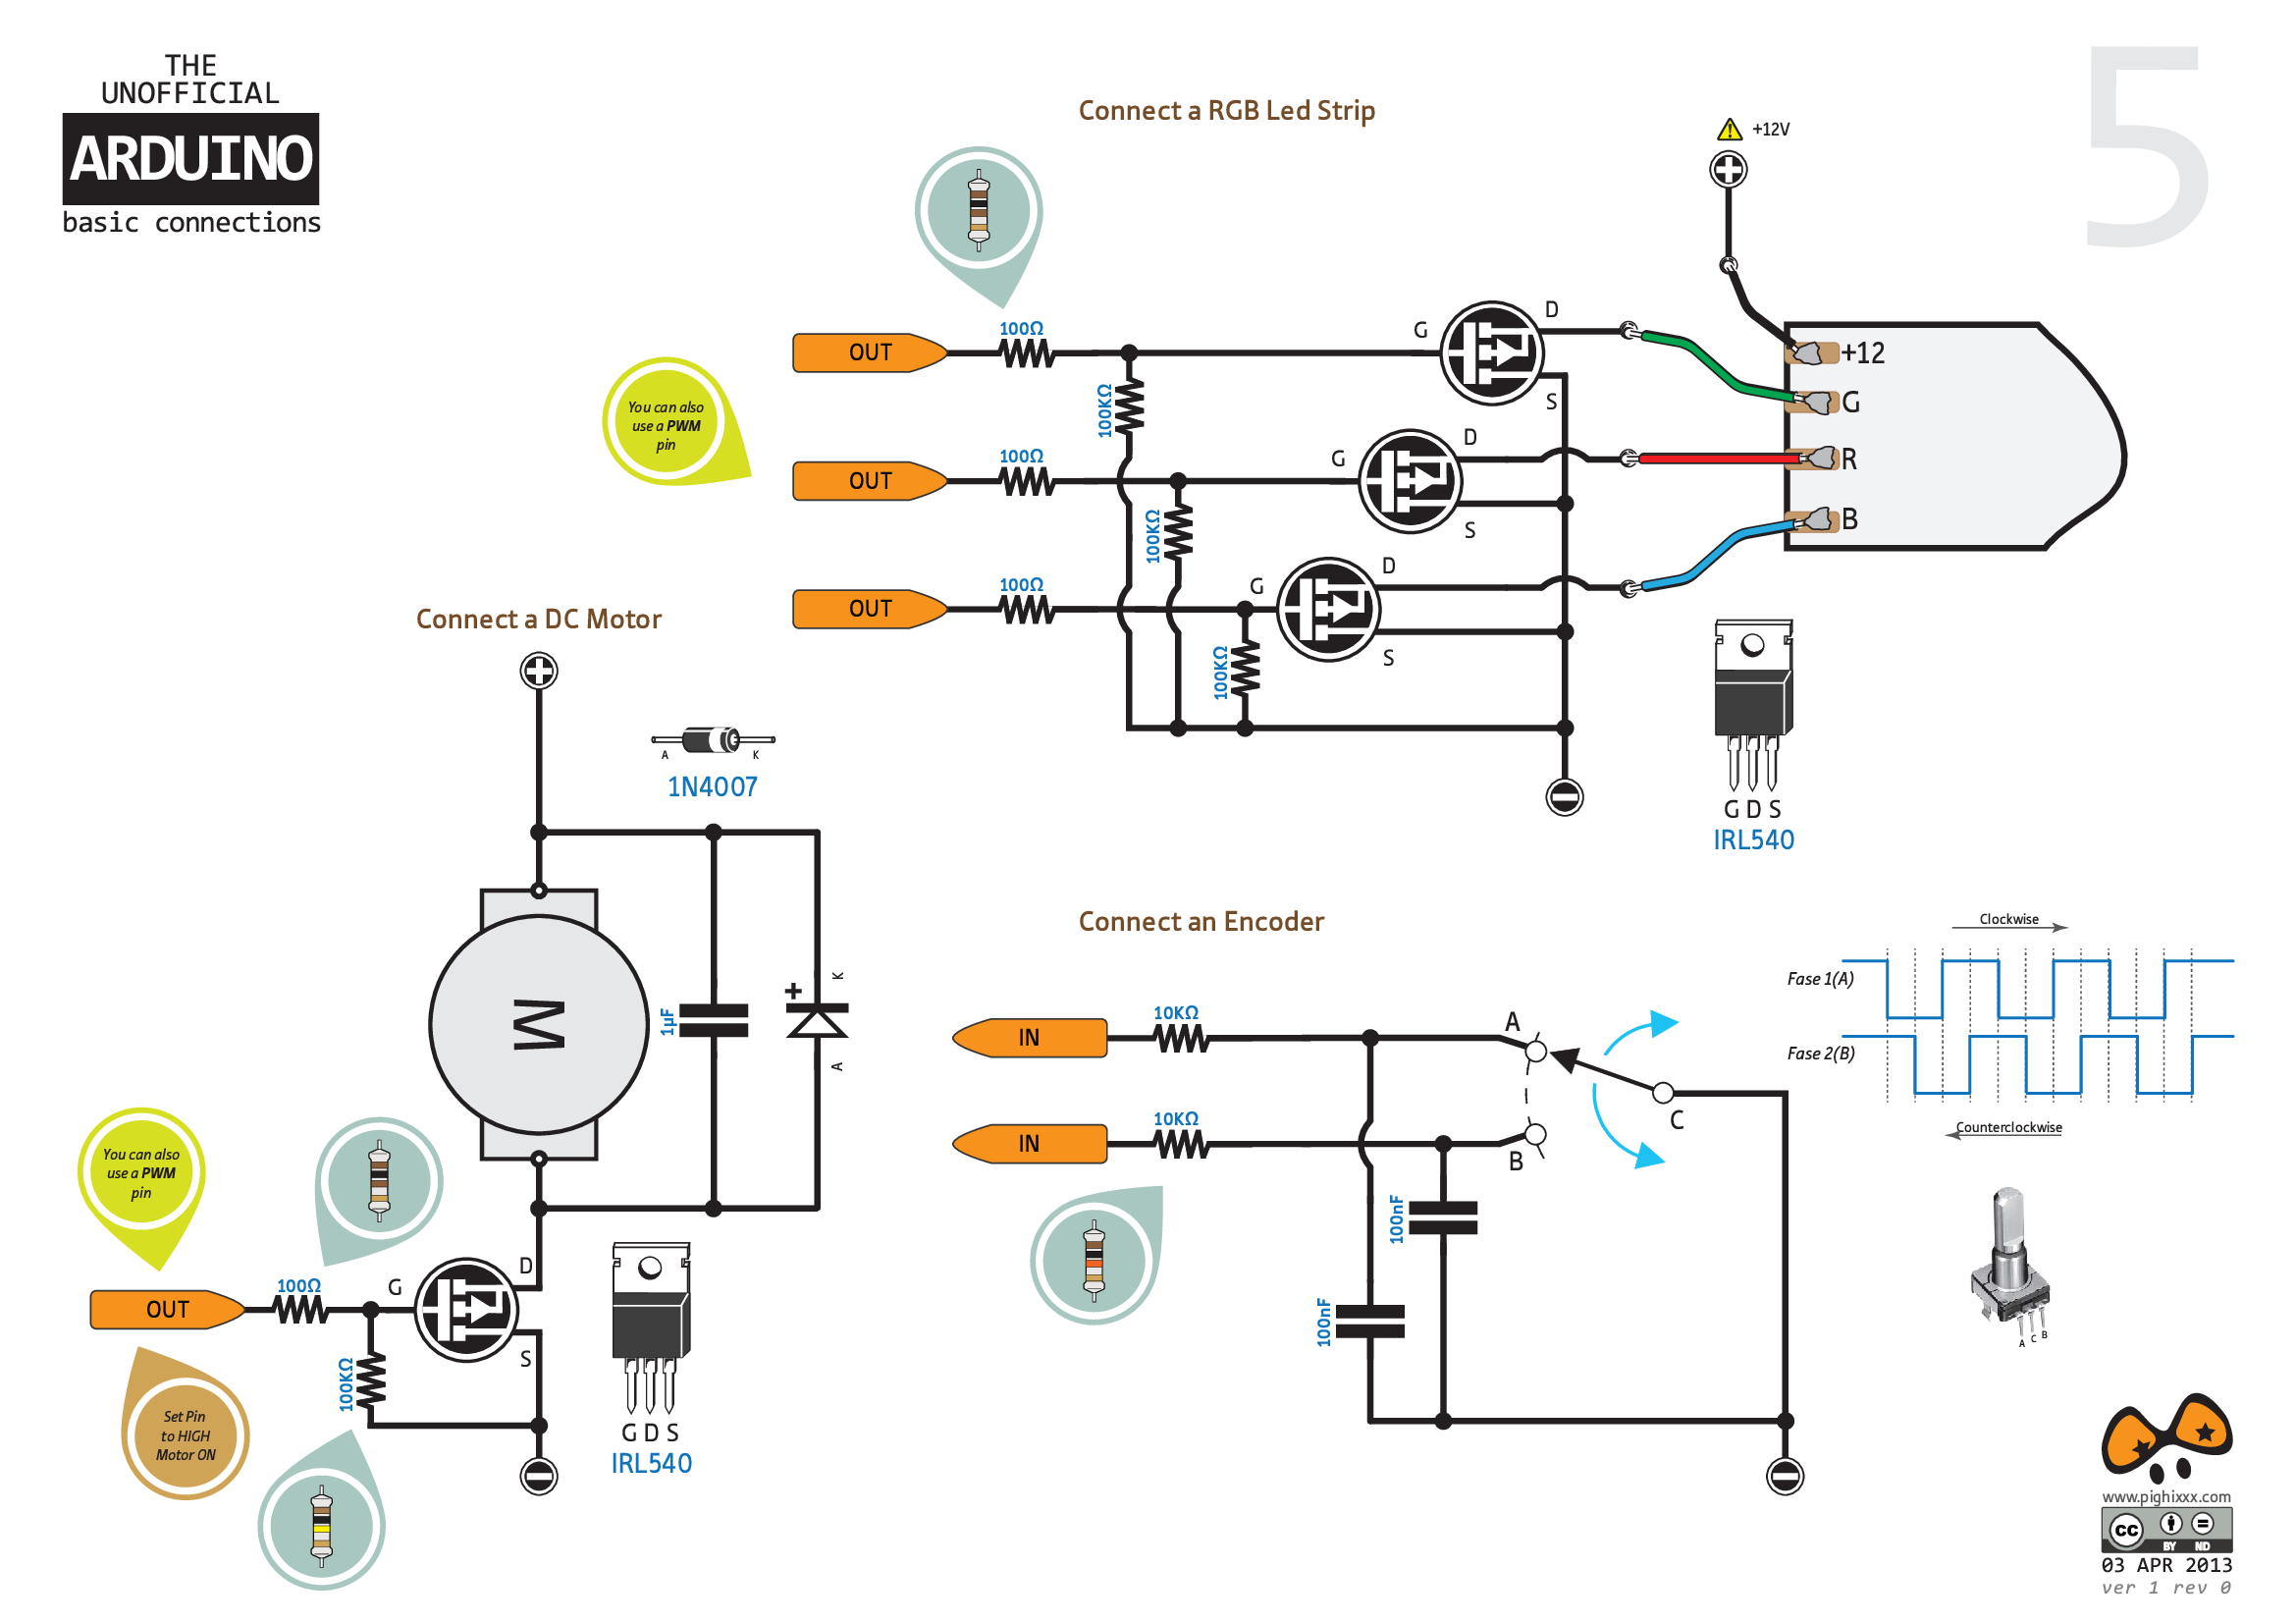 THE
UNOFFICIAL
ARDUINO
basic connections
5
Connect a RGB Led Strip
+12V
100Ω
OUT
100KΩ
G
D
S
You can also
use a PWM
pin
100Ω
OUT
100KΩ
G
D
S
100Ω
OUT
100KΩ
G
D
S
+12
G
R
B
G D S
IRL540
Connect a DC Motor
A
K
1N4007
M
1µF
+
K
A
You can also
use a PWM
pin
100Ω
OUT
G
D
S
100KΩ
Set Pin
to HIGH
Motor ON
G D S
IRL540
Connect an Encoder
10KΩ
IN
A
10KΩ
IN
B
C
100nF
100nF
Clockwise
Fase 1(A)
Fase 2(B)
Counterclockwise
A C B
www.pighixxx.com
cc
BY ND
03 APR 2013
ver 1 rev 0